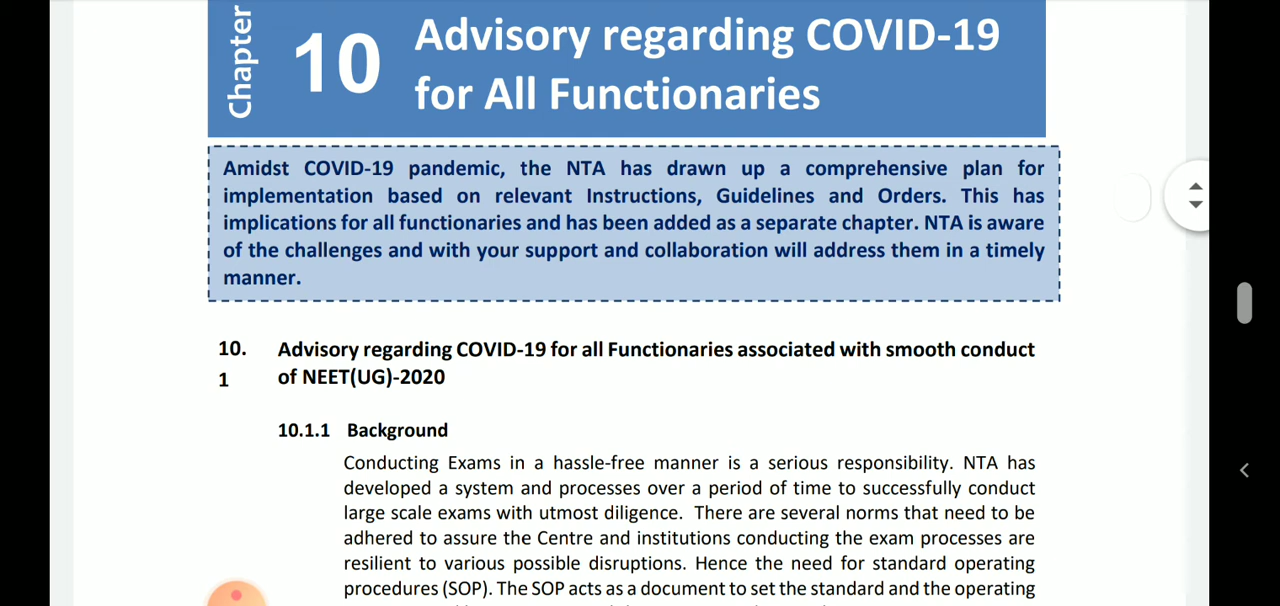 Chapter
10
Advisory regarding COVID-19
for All Functionaries
Amidst COVID-19 pandemic, the NTA has drawn up a comprehensive plan for
implementation based on relevant Instructions, Guidelines and Orders. This has
implications for all functionaries and has been added as a separate chapter. NTA is aware
of the challenges and with your support and collaboration will address them in a timely
manner.
10.
1
Advisory regarding COVID-19 for all Functionaries associated with smooth conduct
of NEET(UG)-2020
10.1.1 Background
Conducting Exams in a hassle-free manner is a serious responsibility. NTA has
developed a system and processes over a period of time to successfully conduct
large scale exams with utmost diligence. There are several norms that need to be
adhered to assure the Centre and institutions conducting the exam processes are
resilient to various possible disruptions. Hence the need for standard operating
procedures (SOP). The SOP acts as a document to set the standard and the operating